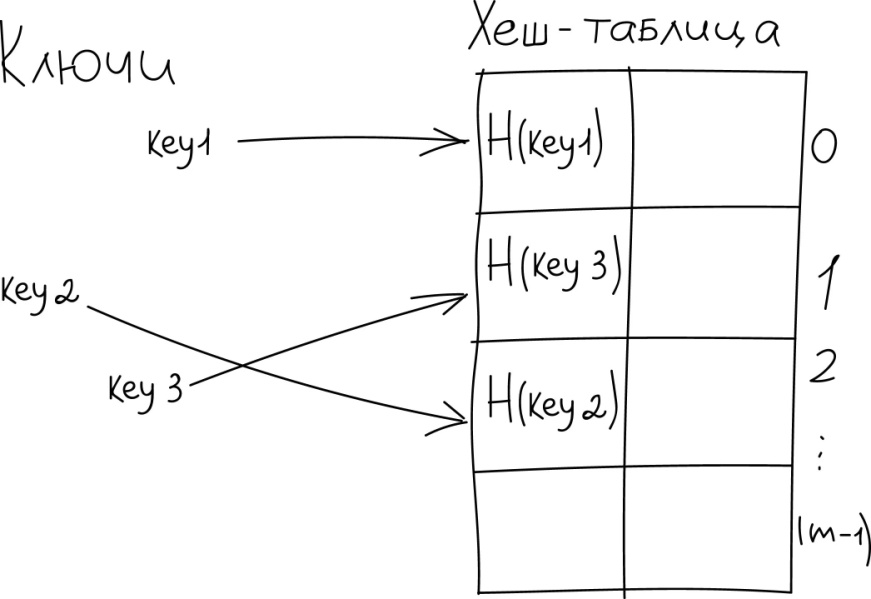 Ключи
Хеш-таблица
key1
H(key1)
0
key2
H(key3)
1
key3
H(key2)
2
⋮
(m-1)